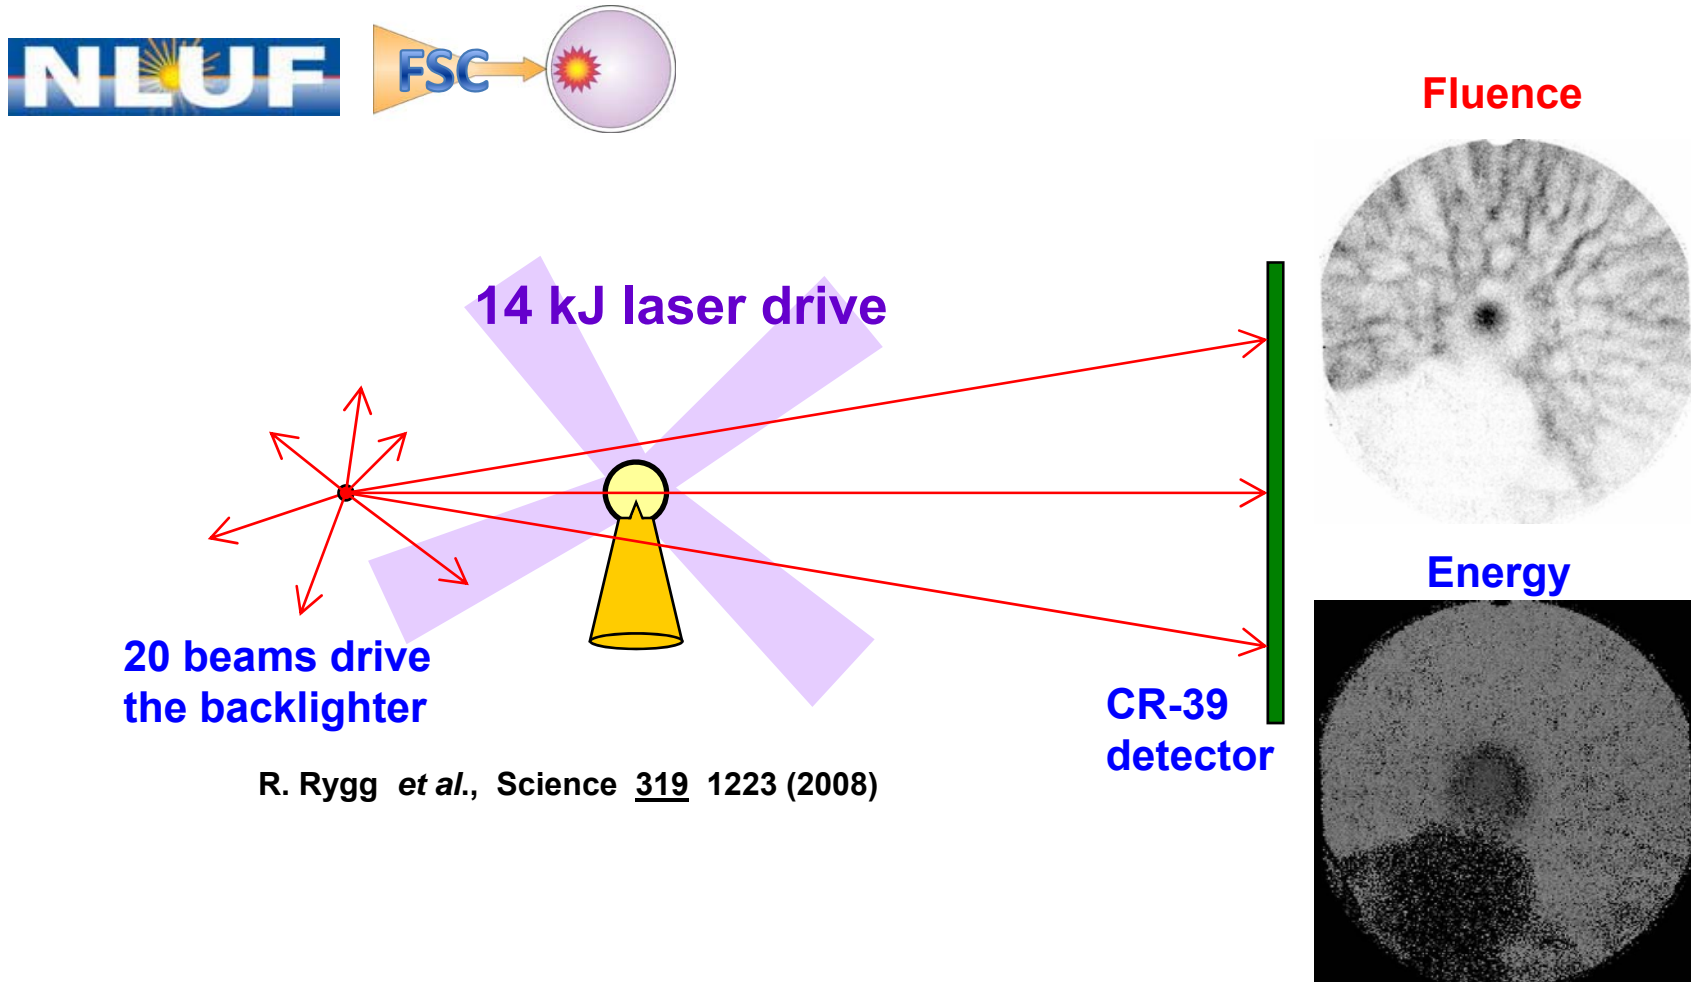 NLUF
FSC
Fluence
14 kJ laser drive
Energy
20 beams drive
the backlighter
CR-39
detector
R. Rygg et al., Science 319 1223 (2008)